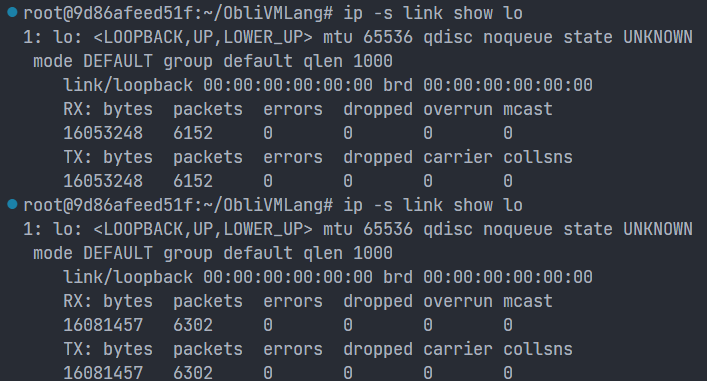 root@9d86afeed51f:~/ObliVMLang# ip -s link show lo
1: lo: <LOOPBACK,UP,LOWER_UP> mtu 65536 qdisc noqueue state UNKNOWN
mode DEFAULT group default qlen 1000
link/loopback 00:00:00:00:00:00 brd 00:00:00:00:00:00
RX: bytes packets errors dropped overrun mcast
16053248 6152 0 0 0 0
TX: bytes packets errors dropped carrier collsns
16053248 6152 0 0 0 0
root@9d86afeed51f:~/ObliVMLang# ip -s link show lo
1: lo: <LOOPBACK,UP,LOWER_UP> mtu 65536 qdisc noqueue state UNKNOWN
mode DEFAULT group default qlen 1000
link/loopback 00:00:00:00:00:00 brd 00:00:00:00:00:00
RX: bytes packets errors dropped overrun mcast
16081457 6302 0 0 0 0
TX: bytes packets errors dropped carrier collsns
16081457 6302 0 0 0 0